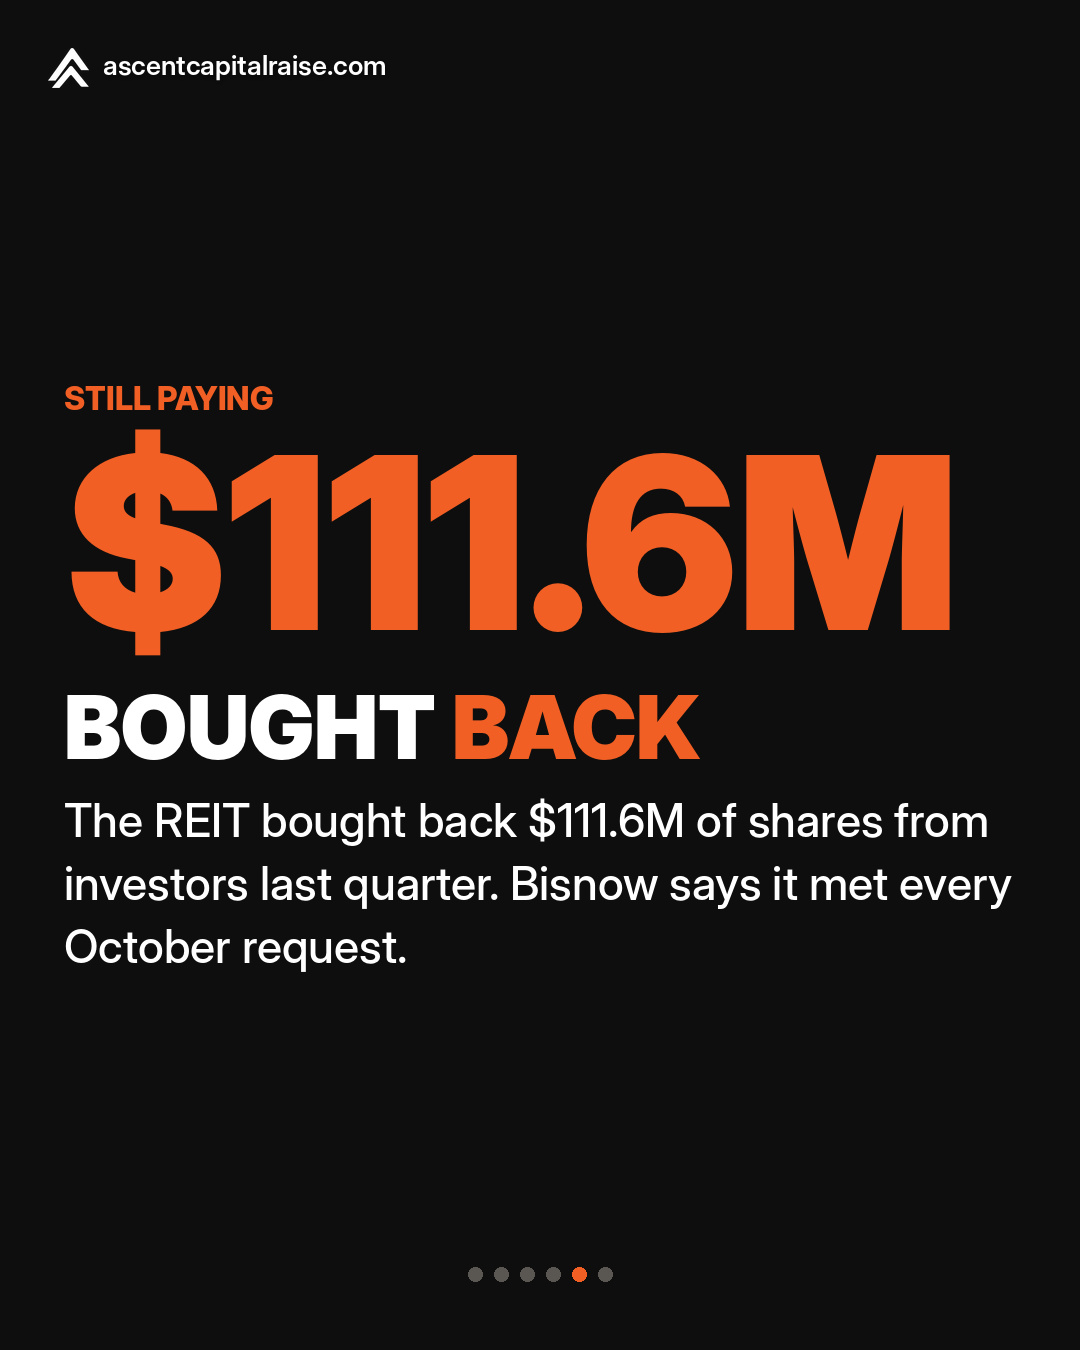 ascentcapitalraise.com
STILL PAYING
$111.6M
BOUGHT BACK
The REIT bought back $111.6M of shares from
investors last quarter. Bisnow says it met every
October request.